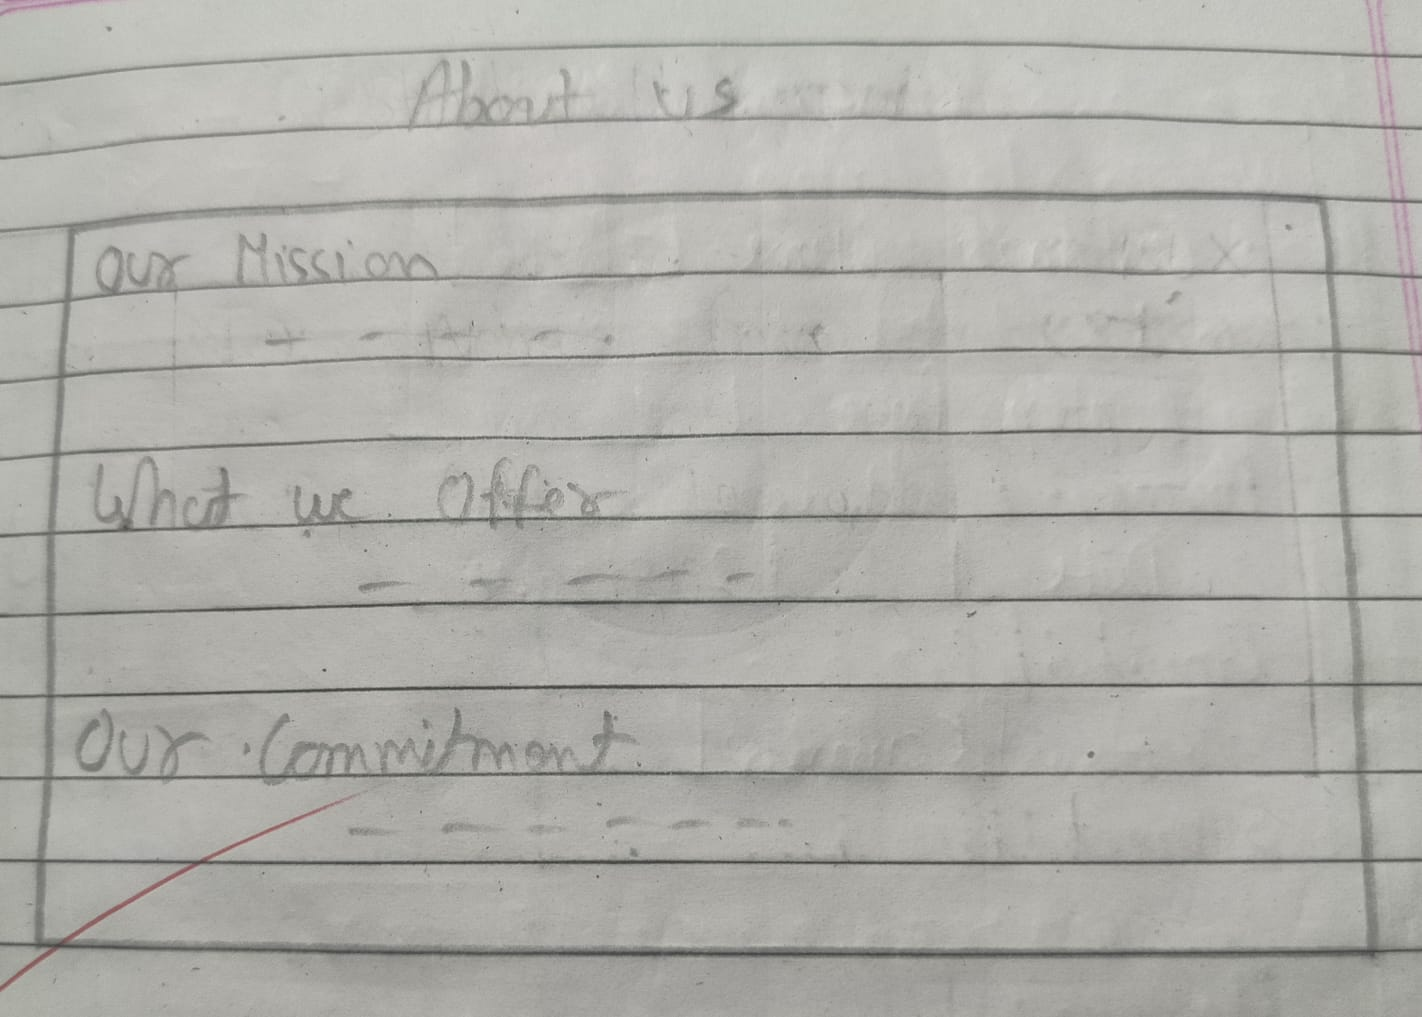 About us
Our Mission
- - - - .
What we offer
- - - - -
Our Commitment.
- - - - - - -